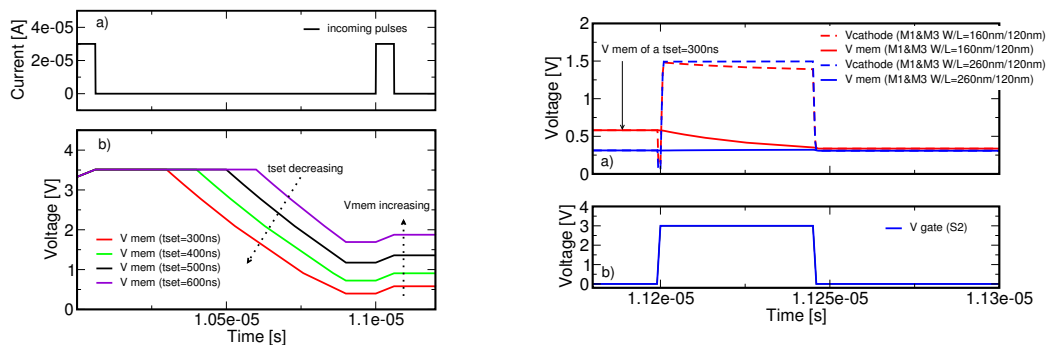 a)
incoming pulses
Current [A]
4e-05
2e-05
0
b)
tset decreasing
Vmem increasing
Voltage [V]
4
3
2
1
0
V mem (tset=300ns)
V mem (tset=400ns)
V mem (tset=500ns)
V mem (tset=600ns)
1.05e-05
1.1e-05
Time [s]
V mem of a tset=300ns
Vcathode (M1&M3 W/L=160nm/120nm)
V mem (M1&M3 W/L=160nm/120nm)
Vcathode (M1&M3 W/L=260nm/120nm)
V mem (M1&M3 W/L=260nm/120nm)
Voltage [V]
2
1.5
1
0.5
0
a)
V gate (S2)
Voltage [V]
4
3
2
1
0
b)
1.12e-05
1.125e-05
1.13e-05
Time [s]